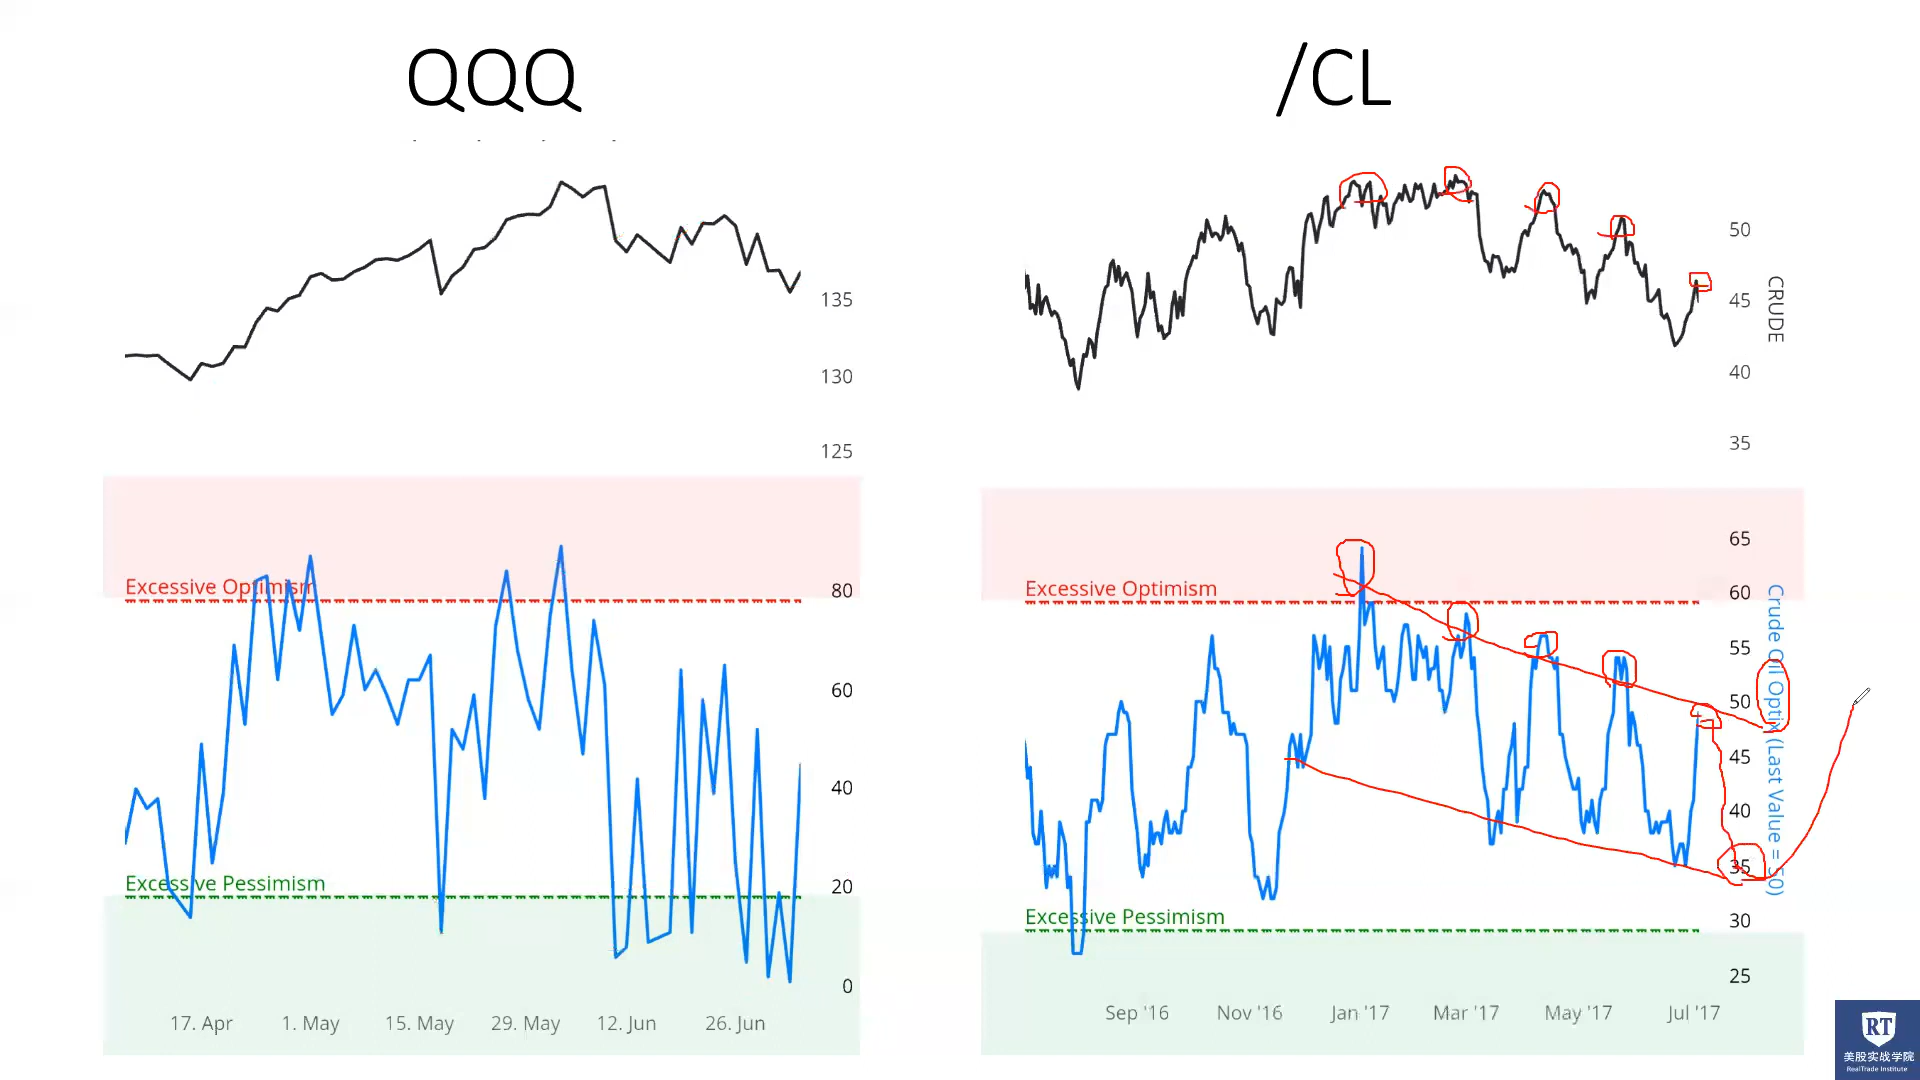 QQQ
135
130
125
Excessive Optimism
80
60
40
Excessive Pessimism
20
0
17. Apr 1. May 15. May 29. May 12. Jun 26. Jun
/CL
50
45
40
35
CRUDE
65
Excessive Optimism
60
55
50
45
40
35
Excessive Pessimism
30
25
Crude Oil Optix (Last Value = 50)
Sep '16 Nov '16 Jan '17 Mar '17 May '17 Jul '17
RT
美股实战学院
RealTrade Institute